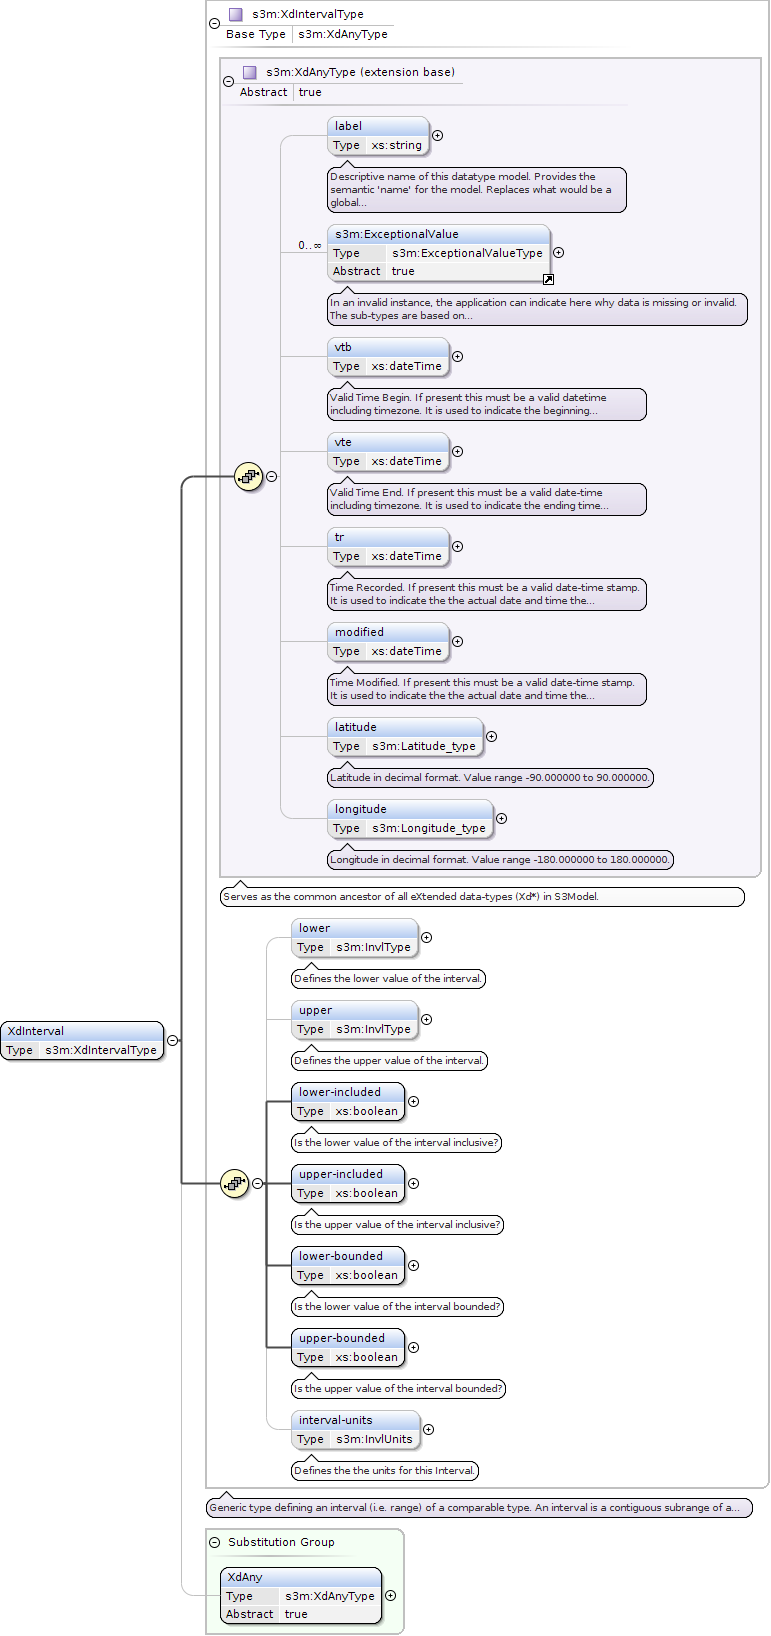 s3m:XdIntervalType
Base Type s3m:XdAnyType
s3m:XdAnyType (extension base)
Abstract true
label
Type xs:string
Descriptive name of this datatype model. Provides the
semantic 'name' for the model. Replaces what would be a
global...
0..∞
s3m:ExceptionalValue
Type s3m:ExceptionalValueType
Abstract true
In an invalid instance, the application can indicate here why data is missing or invalid.
The sub-types are based on...
vtb
Type xs:dateTime
Valid Time Begin. If present this must be a valid datetime
including timezone. It is used to indicate the beginning...
vte
Type xs:dateTime
Valid Time End. If present this must be a valid date-time
including timezone. It is used to indicate the ending time...
tr
Type xs:dateTime
Time Recorded. If present this must be a valid date-time stamp.
It is used to indicate the the actual date and time the...
modified
Type xs:dateTime
Time Modified. If present this must be a valid date-time stamp.
It is used to indicate the the actual date and time the...
latitude
Type s3m:Latitude_type
Latitude in decimal format. Value range -90.000000 to 90.000000.
longitude
Type s3m:Longitude_type
Longitude in decimal format. Value range -180.000000 to 180.000000.
Serves as the common ancestor of all eXtended data-types (Xd*) in S3Model.
lower
Type s3m:InvlType
Defines the lower value of the interval.
upper
Type s3m:InvlType
Defines the upper value of the interval.
XdInterval
Type s3m:XdIntervalType
lower-included
Type xs:boolean
Is the lower value of the interval inclusive?
upper-included
Type xs:boolean
Is the upper value of the interval inclusive?
lower-bounded
Type xs:boolean
Is the lower value of the interval bounded?
upper-bounded
Type xs:boolean
Is the upper value of the interval bounded?
interval-units
Type s3m:InvlUnits
Defines the the units for this Interval.
Generic type defining an interval (i.e. range) of a comparable type. An interval is a contiguous subrange of a...
Substitution Group
XdAny
Type s3m:XdAnyType
Abstract true